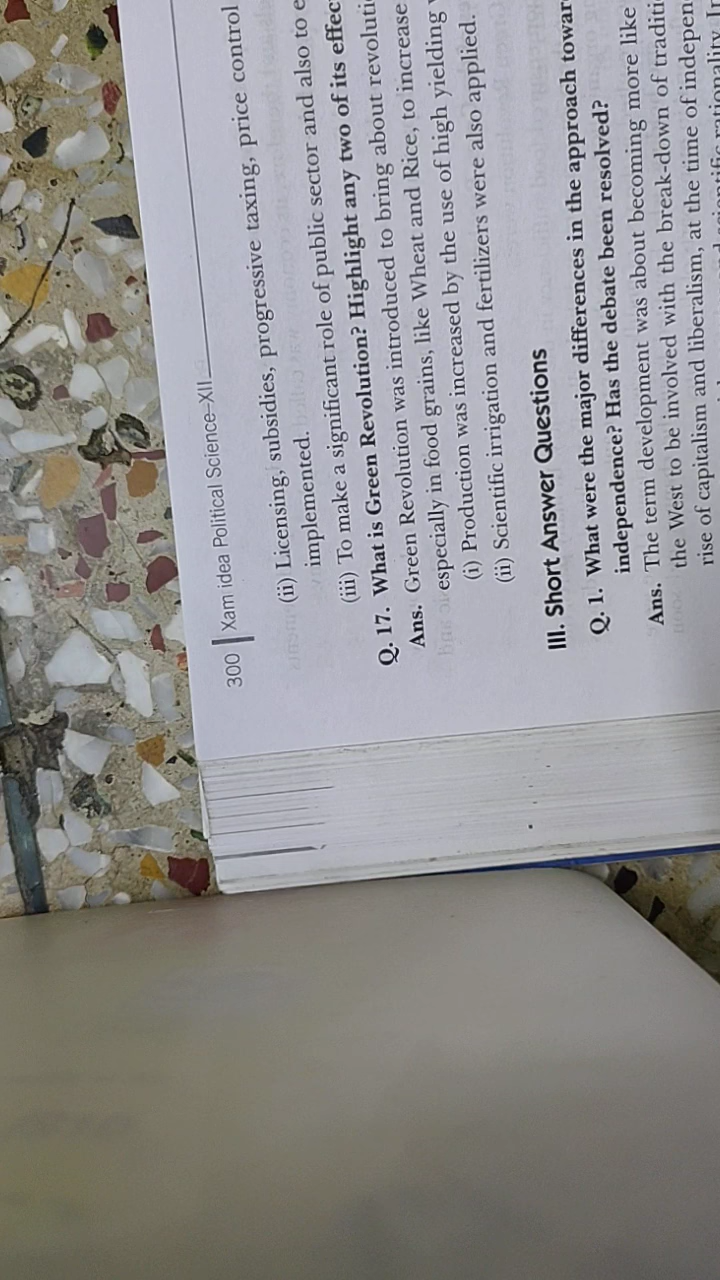 300 | Xam idea Political Science–XII
(ii) Licensing, subsidies, progressive taxing, price control
implemented.
(iii) To make a significant role of public sector and also to e
Q. 17. What is Green Revolution? Highlight any two of its effec
Ans. Green Revolution was introduced to bring about revoluti
especially in food grains, like Wheat and Rice, to increase
(i) Production was increased by the use of high yielding
(ii) Scientific irrigation and fertilizers were also applied.
III. Short Answer Questions
Q. 1. What were the major differences in the approach towar
independence? Has the debate been resolved?
Ans. The term development was about becoming more like
the West to be involved with the break-down of traditi
rise of capitalism and liberalism, at the time of indepen